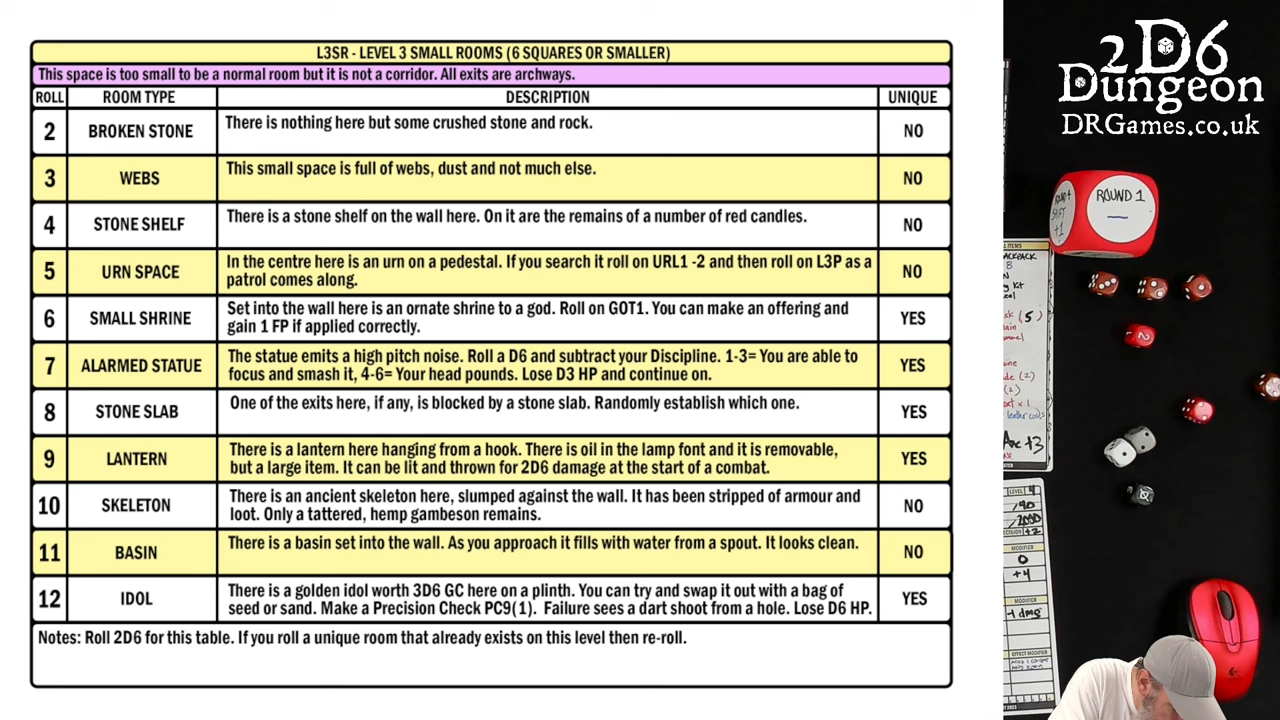 L3SR - LEVEL 3 SMALL ROOMS (6 SQUARES OR SMALLER)
This space is too small to be a normal room but it is not a corridor. All exits are archways.
ROLL ROOM TYPE DESCRIPTION UNIQUE
2 BROKEN STONE There is nothing here but some crushed stone and rock. NO
3 WEBS This small space is full of webs, dust and not much else. NO
4 STONE SHELF There is a stone shelf on the wall here. On it are the remains of a number of red candles. NO
5 URN SPACE In the centre here is an urn on a pedestal. If you search it roll on URL1 -2 and then roll on L3P as a
patrol comes along. NO
6 SMALL SHRINE Set into the wall here is an ornate shrine to a god. Roll on GOT1. You can make an offering and
gain 1 FP if applied correctly. YES
7 ALARMED STATUE The statue emits a high pitch noise. Roll a D6 and subtract your Discipline. 1-3= You are able to
focus and smash it, 4-6= Your head pounds. Lose D3 HP and continue on. YES
8 STONE SLAB One of the exits here, if any, is blocked by a stone slab. Randomly establish which one. YES
9 LANTERN There is a lantern here hanging from a hook. There is oil in the lamp font and it is removable,
but a large item. It can be lit and thrown for 2D6 damage at the start of a combat. YES
10 SKELETON There is an ancient skeleton here, slumped against the wall. It has been stripped of armour and
loot. Only a tattered, hemp gambeson remains. NO
11 BASIN There is a basin set into the wall. As you approach it fills with water from a spout. It looks clean. NO
12 IDOL There is a golden idol worth 3D6 GC here on a plinth. You can try and swap it out with a bag of
seed or sand. Make a Precision Check PC9(1). Failure sees a dart shoot from a hole. Lose D6 HP. YES
Notes: Roll 2D6 for this table. If you roll a unique room that already exists on this level then re-roll.
2D6
Dungeon
DRGames.co.uk
ROUND 1
SHIFT
+1
(5)
LEVEL 4
MODIFIER
0
+4
MODIFIER
-1 dmg
EFFECT MODIFIER